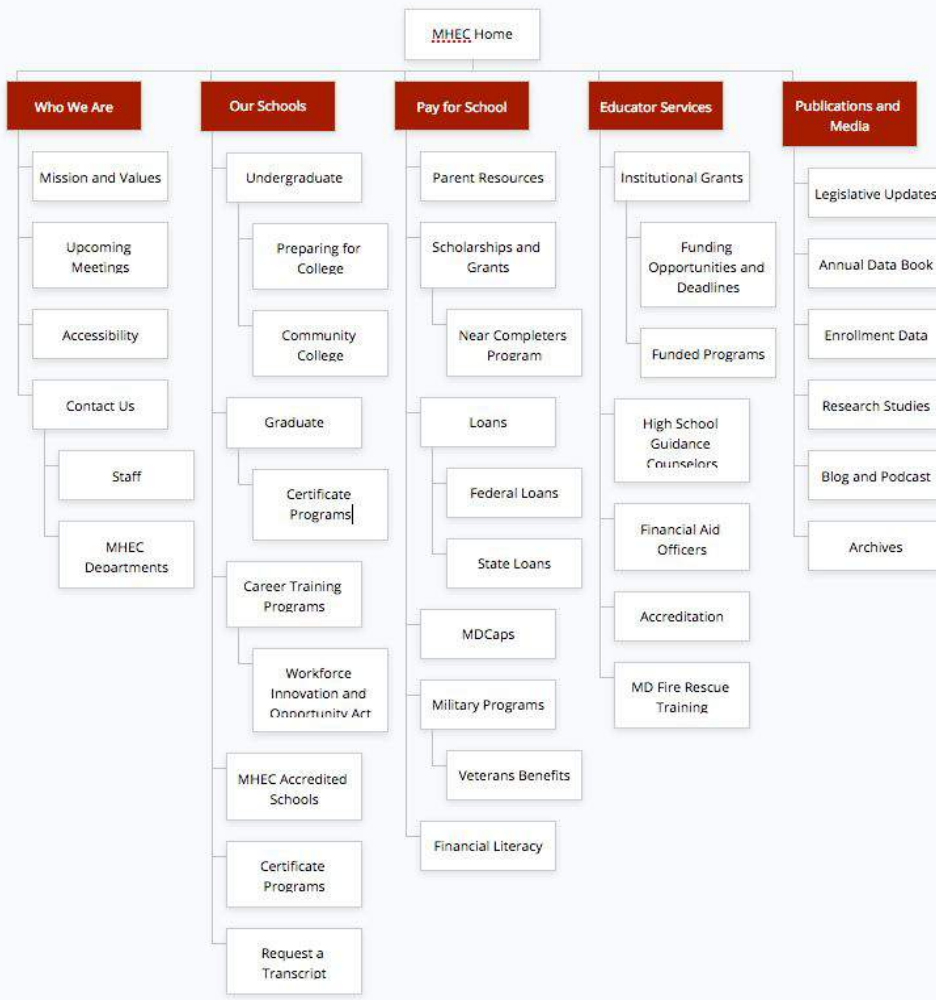 MHEC Home
Who We Are
Mission and Values
Upcoming
Meetings
Accessibility
Contact Us
Staff
MHEC
Departments
Our Schools
Undergraduate
Preparing for
College
Community
College
Graduate
Certificate
Programs
Career Training
Programs
Workforce
Innovation and
Opportunity Act
MHEC Accredited
Schools
Certificate
Programs
Request a
Transcript
Pay for School
Parent Resources
Scholarships and
Grants
Near Completers
Program
Loans
Federal Loans
State Loans
MDCaps
Military Programs
Veterans Benefits
Financial Literacy
Educator Services
Institutional Grants
Funding
Opportunities and
Deadlines
Funded Programs
High School
Guidance
Counselors
Financial Aid
Officers
Accreditation
MD Fire Rescue
Training
Publications and
Media
Legislative Updates
Annual Data Book
Enrollment Data
Research Studies
Blog and Podcast
Archives